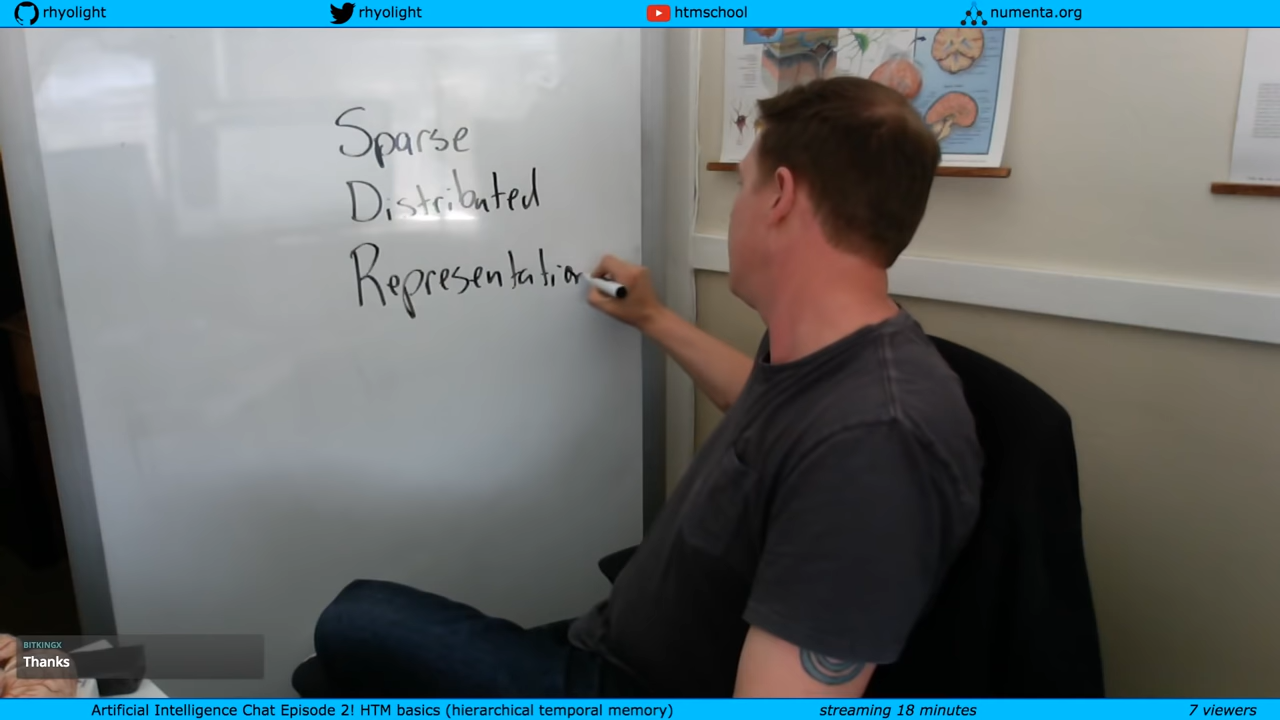 rhyolight rhyolight htmschool numenta.org
Sparse
Distributed
Representation
BITKINGX
Thanks
Artificial Intelligence Chat Episode 2! HTM basics (hierarchical temporal memory) streaming 18 minutes 7 viewers